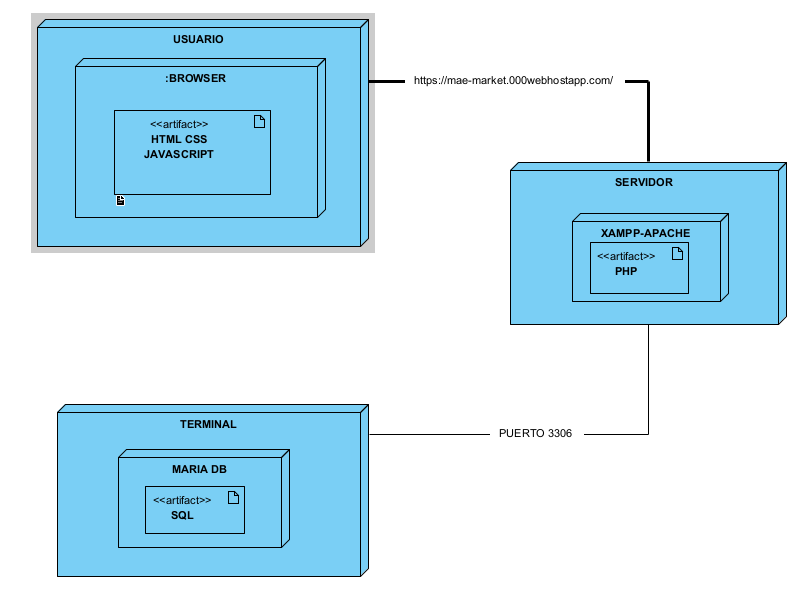 USUARIO
:BROWSER
<<artifact>>
HTML CSS
JAVASCRIPT
https://mae-market.000webhostapp.com/
SERVIDOR
XAMPP-APACHE
<<artifact>>
PHP
TERMINAL
MARIA DB
<<artifact>>
SQL
PUERTO 3306